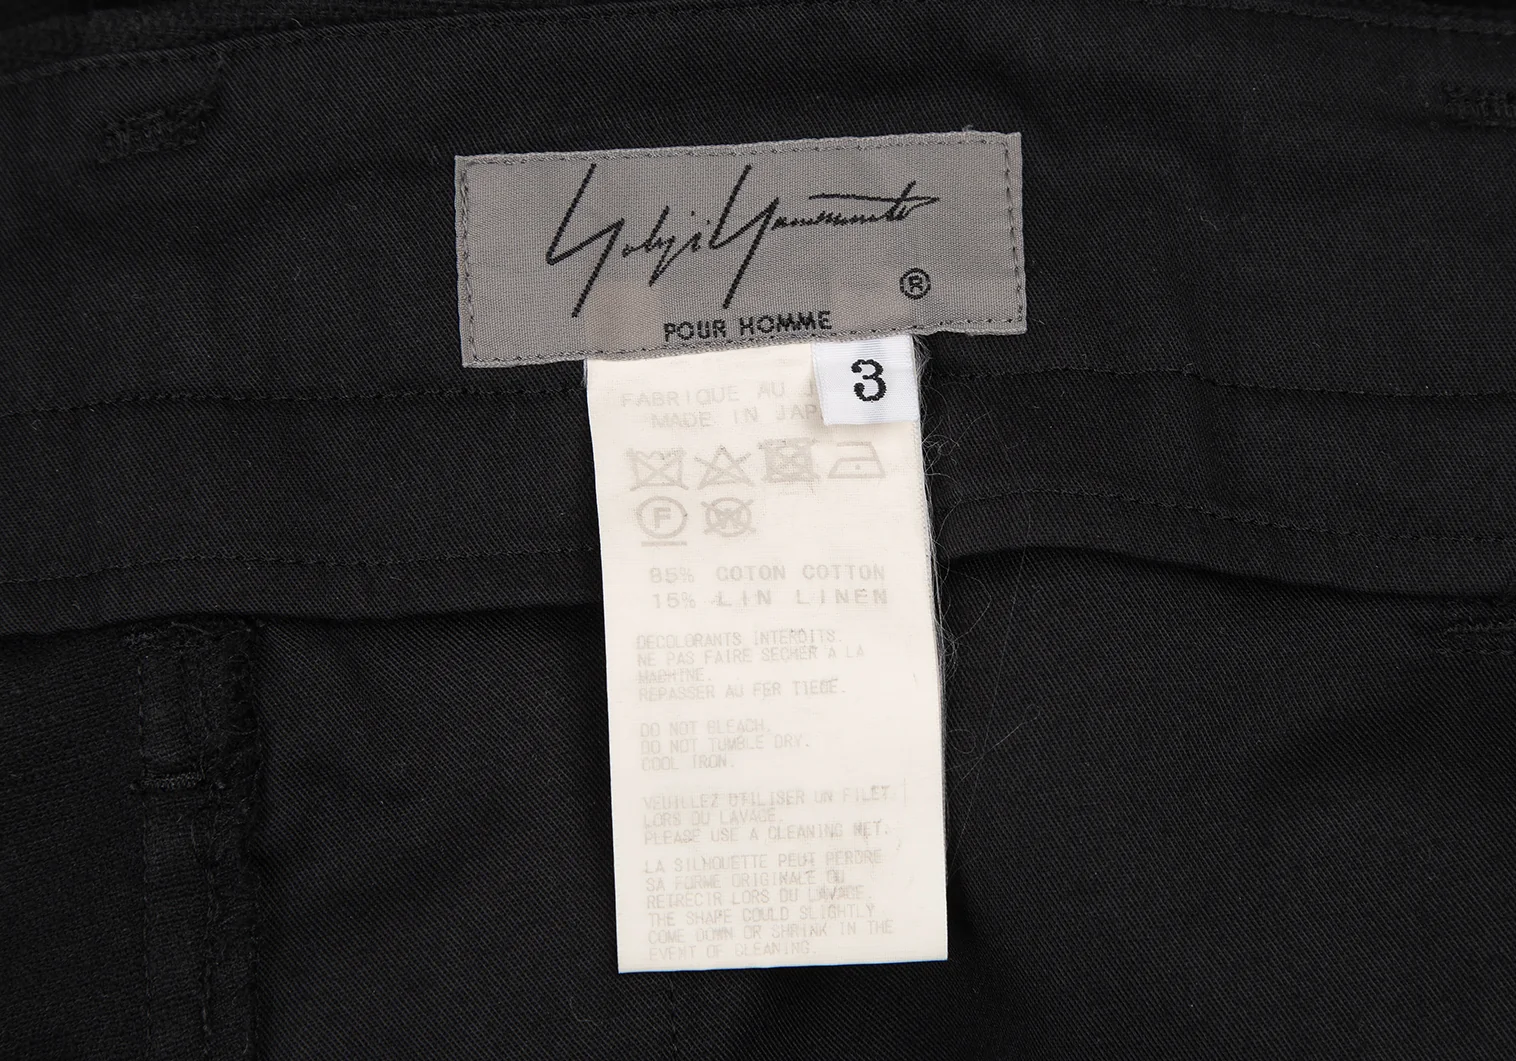 Yohji Yamamoto
®
POUR HOMME
3
FABRIQUE AU J
MADE IN JAP
F
W
85% COTON COTTON
15% LIN LINEN
DECOLORANTS INTERDITS.
NE PAS FAIRE SECHER A LA
MACHINE.
REPASSER AU FER TIEDE.
DO NOT BLEACH.
DO NOT TUMBLE DRY.
COOL IRON.
VEUILLEZ UTILISER UN FILET
LORS DU LAVAGE.
PLEASE USE A CLEANING NET.
LA SILHOUETTE PEUT PERDRE
SA FORME ORIGINALE OU
RETRECIR LORS DU LAVAGE.
THE SHAPE COULD SLIGHTLY
COME DOWN OR SHRINK IN THE
EVENT OF CLEANING.